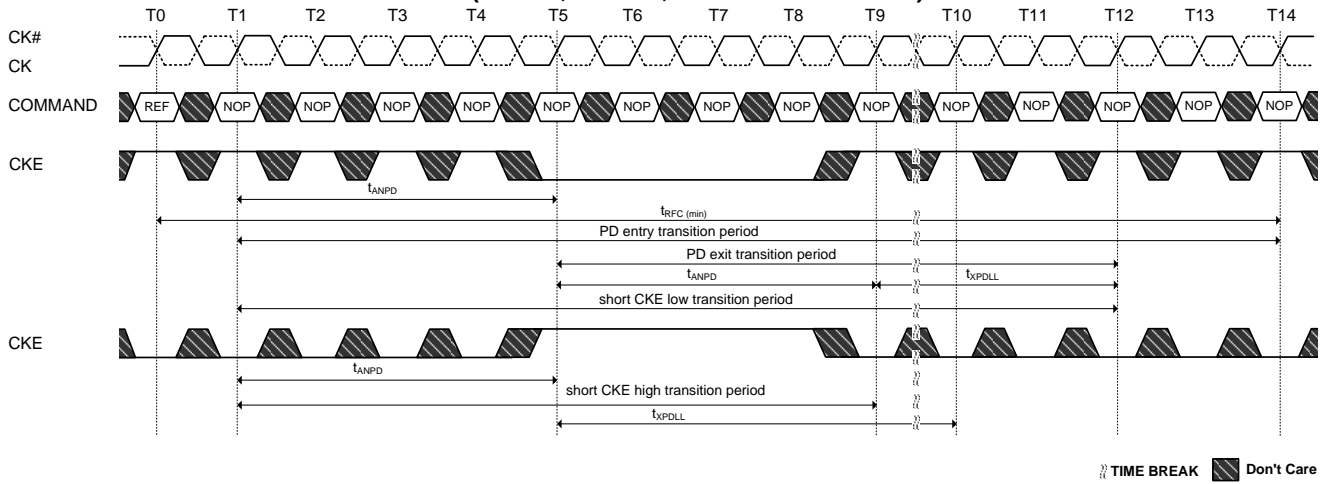 T0 T1 T2 T3 T4 T5 T6 T7 T8 T9 T10 T11 T12 T13 T14
CK#
CK
COMMAND REF NOP NOP NOP NOP NOP NOP NOP NOP NOP NOP NOP NOP NOP NOP
CKE
tANPD
tRFC (min)
PD entry transition period
PD exit transition period
tANPD tXPDLL
short CKE low transition period
CKE
tANPD
short CKE high transition period
tXPDLL
TIME BREAK Don't Care